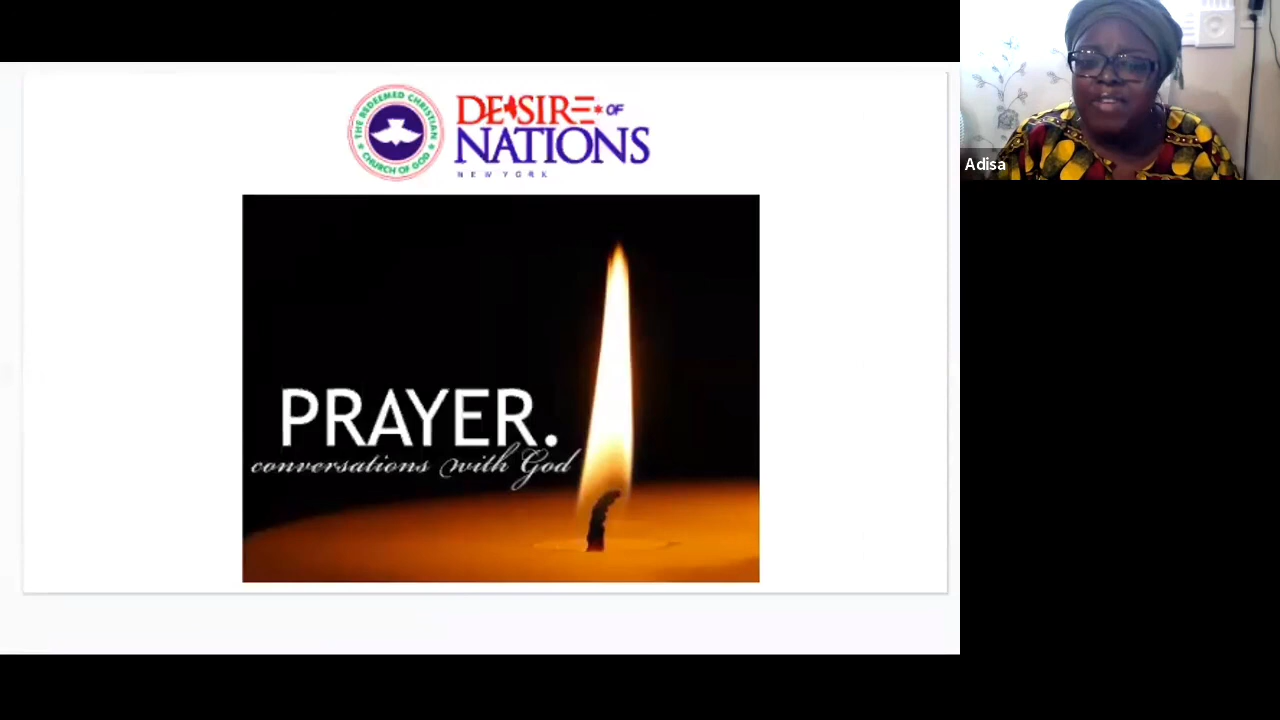 THE REDEEMED CHRISTIAN
CHURCH OF GOD
DESIRE OF
NATIONS
NEW YORK
Adisa
PRAYER.
conversations with God